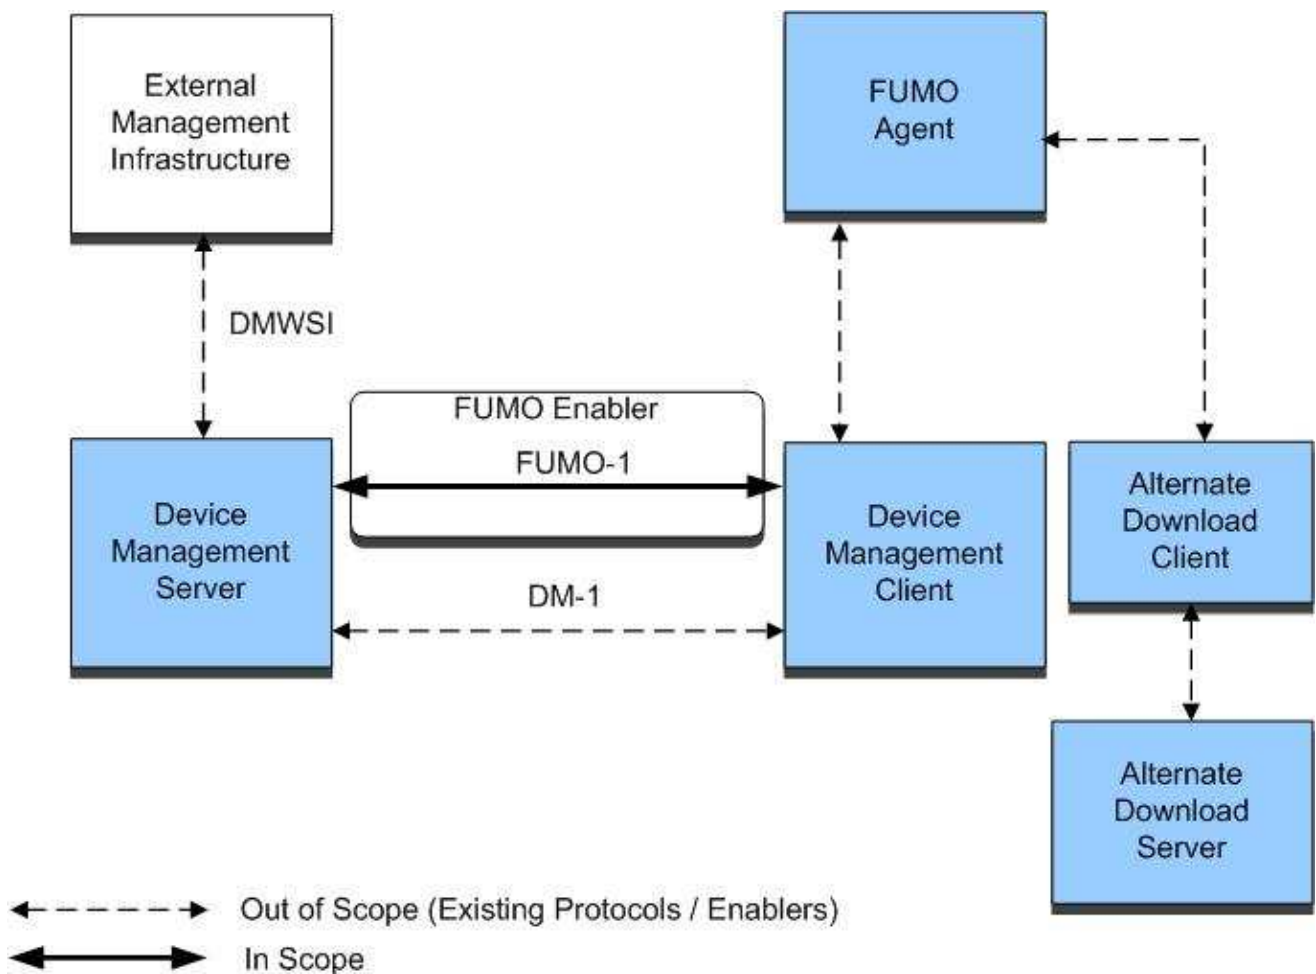 External
Management
Infrastructure
FUMO
Agent
DMWSI
FUMO Enabler
FUMO-1
Device
Management
Server
DM-1
Device
Management
Client
Alternate
Download
Client
Alternate
Download
Server
Out of Scope (Existing Protocols / Enablers)
In Scope